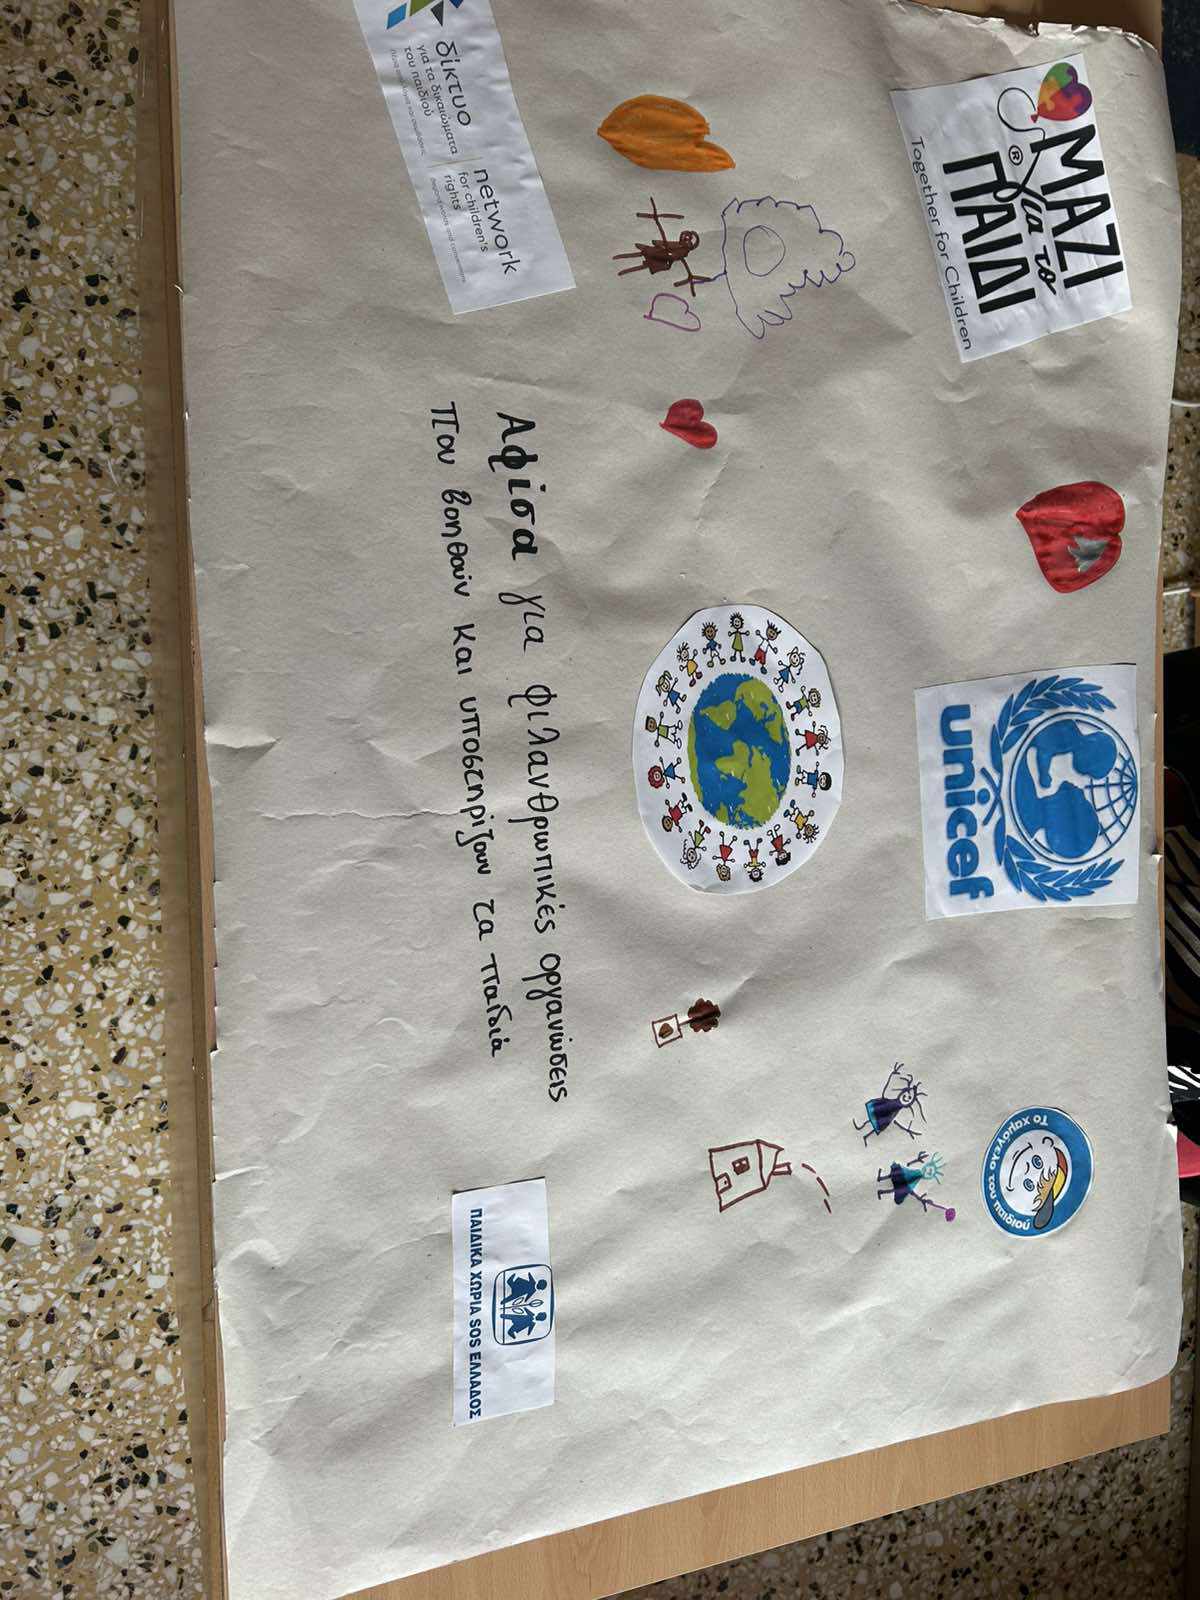 ΜΑΖΙ
για το
ΠΑΙΔΙ
®
Together for Children
unicef
Το χαμόγελο του παιδιού
δίκτυο
για τα δικαιώματα
του παιδιού
network
for children's
rights
Αφίσα για φιλανθρωπικές οργανώσεις
που βοηθούν και υποστηρίζουν τα παιδιά
ΠΑΙΔΙΚΑ ΧΩΡΙΑ SOS ΕΛΛΑΔΟΣ